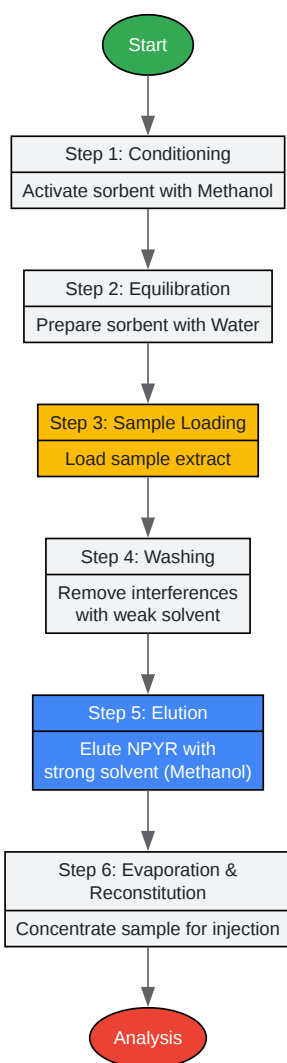 Start
Step 1: Conditioning
Activate sorbent with Methanol
Step 2: Equilibration
Prepare sorbent with Water
Step 3: Sample Loading
Load sample extract
Step 4: Washing
Remove interferences
with weak solvent
Step 5: Elution
Elute NPYR with
strong solvent (Methanol)
Step 6: Evaporation &
Reconstitution
Concentrate sample for injection
Analysis